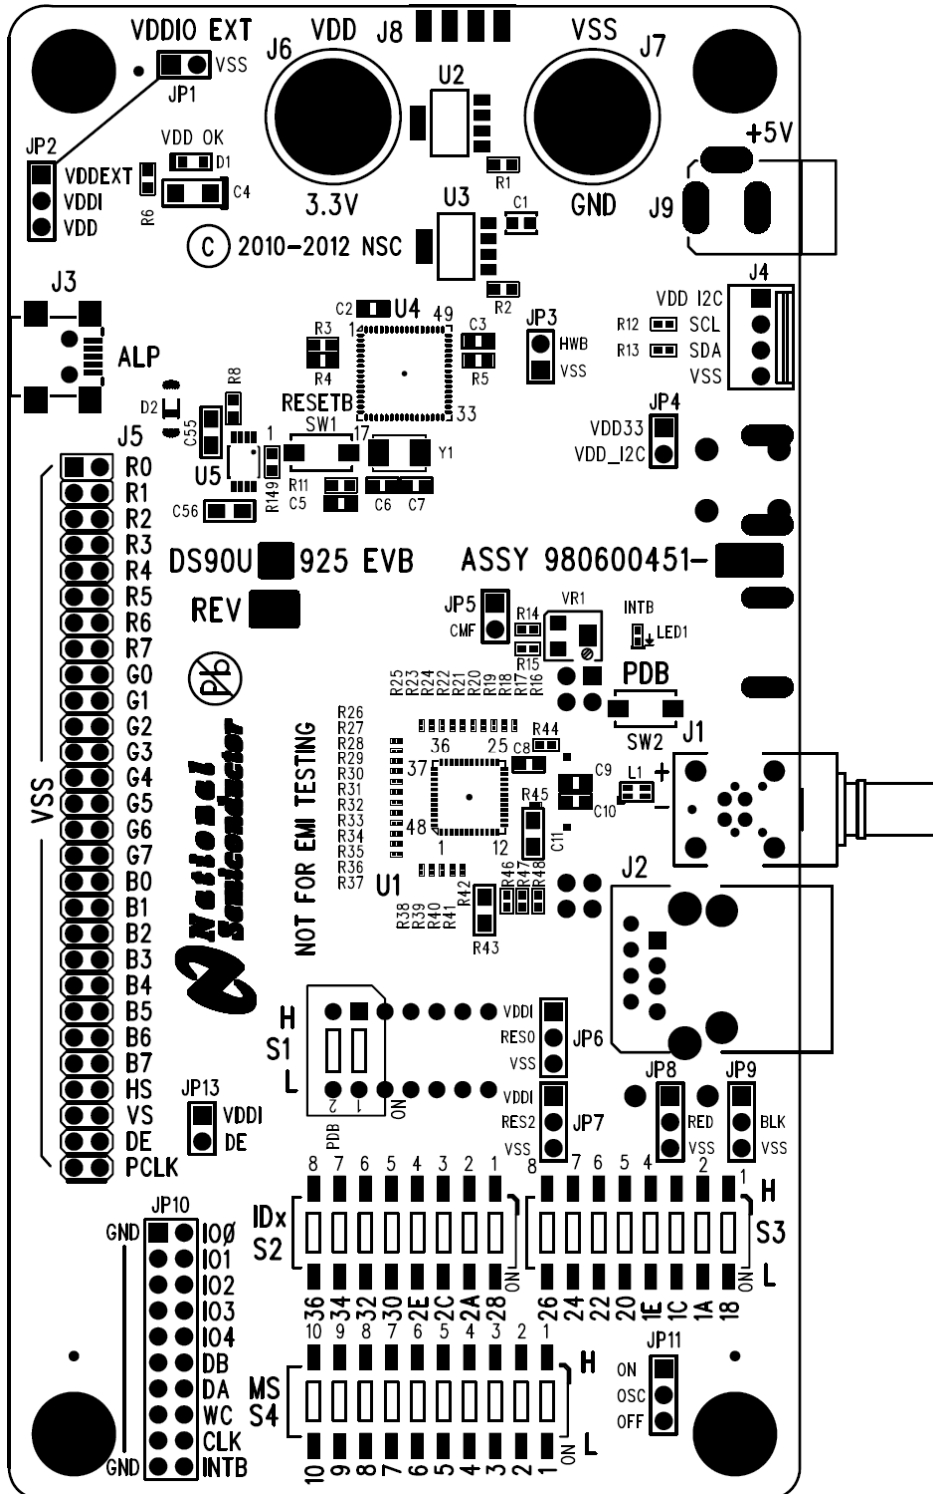 VDDIO EXT
VSS
JP1
J6
VDD
J8
VSS
J7
U2
+5V
JP2
VDD OK
D1
VDDEXT
VDDI
VDD
R6
C4
3.3V
R1
U3
C1
GND
J9
C 2010-2012 NSC
J3
R2
J4
VDD I2C
R12 SCL
R13 SDA
VSS
C2 U4
1 49
R3
R4
C3
R5
JP3
HWB
VSS
ALP
R8
D2
C55
RESETB
SW1
17
33
Y1
JP4
VDD33
VDD_I2C
J5
U5
1
R149
R11
C5
C6
C7
C56
DS90U 925 EVB
ASSY 980600451-
REV
JP5
CMF
R14
R15
VR1
INTB
LED1
Pb
PDB
SW2
R25
R23
R24
R22
R21
R20
R19
R18
R17
R16
R26
R27
R28
R29
R30
R31
R32
R33
R34
R35
R36
R37
36 25
37
48
1 12
R44
C8
C9
C10
R45
C11
L1
+
-
J1
U1
R38
R39
R40
R41
R42
R43
R46
R47
R48
J2
National
Semiconductor
NOT FOR EMI TESTING
VSS
R0
R1
R2
R3
R4
R5
R6
R7
G0
G1
G2
G3
G4
G5
G6
G7
B0
B1
B2
B3
B4
B5
B6
B7
HS
VS
DE
PCLK
H
S1
L
2 1
ON
PDB
VDDI
RES0
VSS
JP6
VDDI
RES2
VSS
JP7
JP8
RED
VSS
JP9
BLK
VSS
JP13
VDDI
DE
8 7 6 5 4 3 2 1
IDx
S2
ON
36 34 32 30 2E 2C 2A 28
8 7 6 5 4 2 1
H
S3
L
ON
26 24 22 20 1E 1C 1A 18
JP10
GND IOØ
IO1
IO2
IO3
IO4
DB
DA
WC
CLK
GND INTB
10 9 8 7 6 5 4 3 2 1
MS
S4
H
L
ON
10 9 8 7 6 5 4 3 2 1
JP11
ON
OSC
OFF